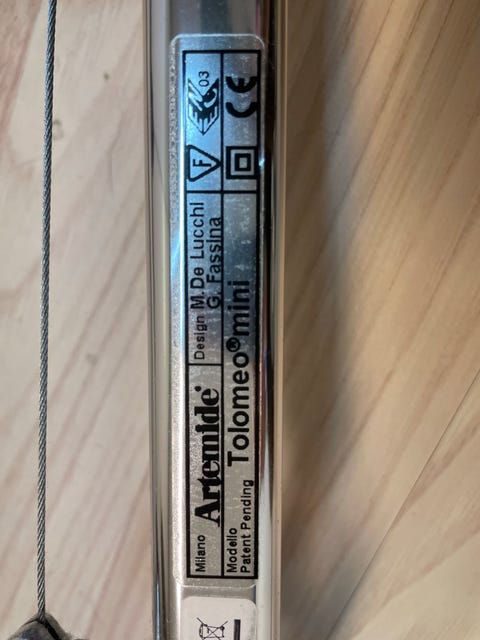 Milano Artemide®
Design M. De Lucchi
G. Fassina
F
03
Modello Tolomeo® mini
Patent Pending
CE